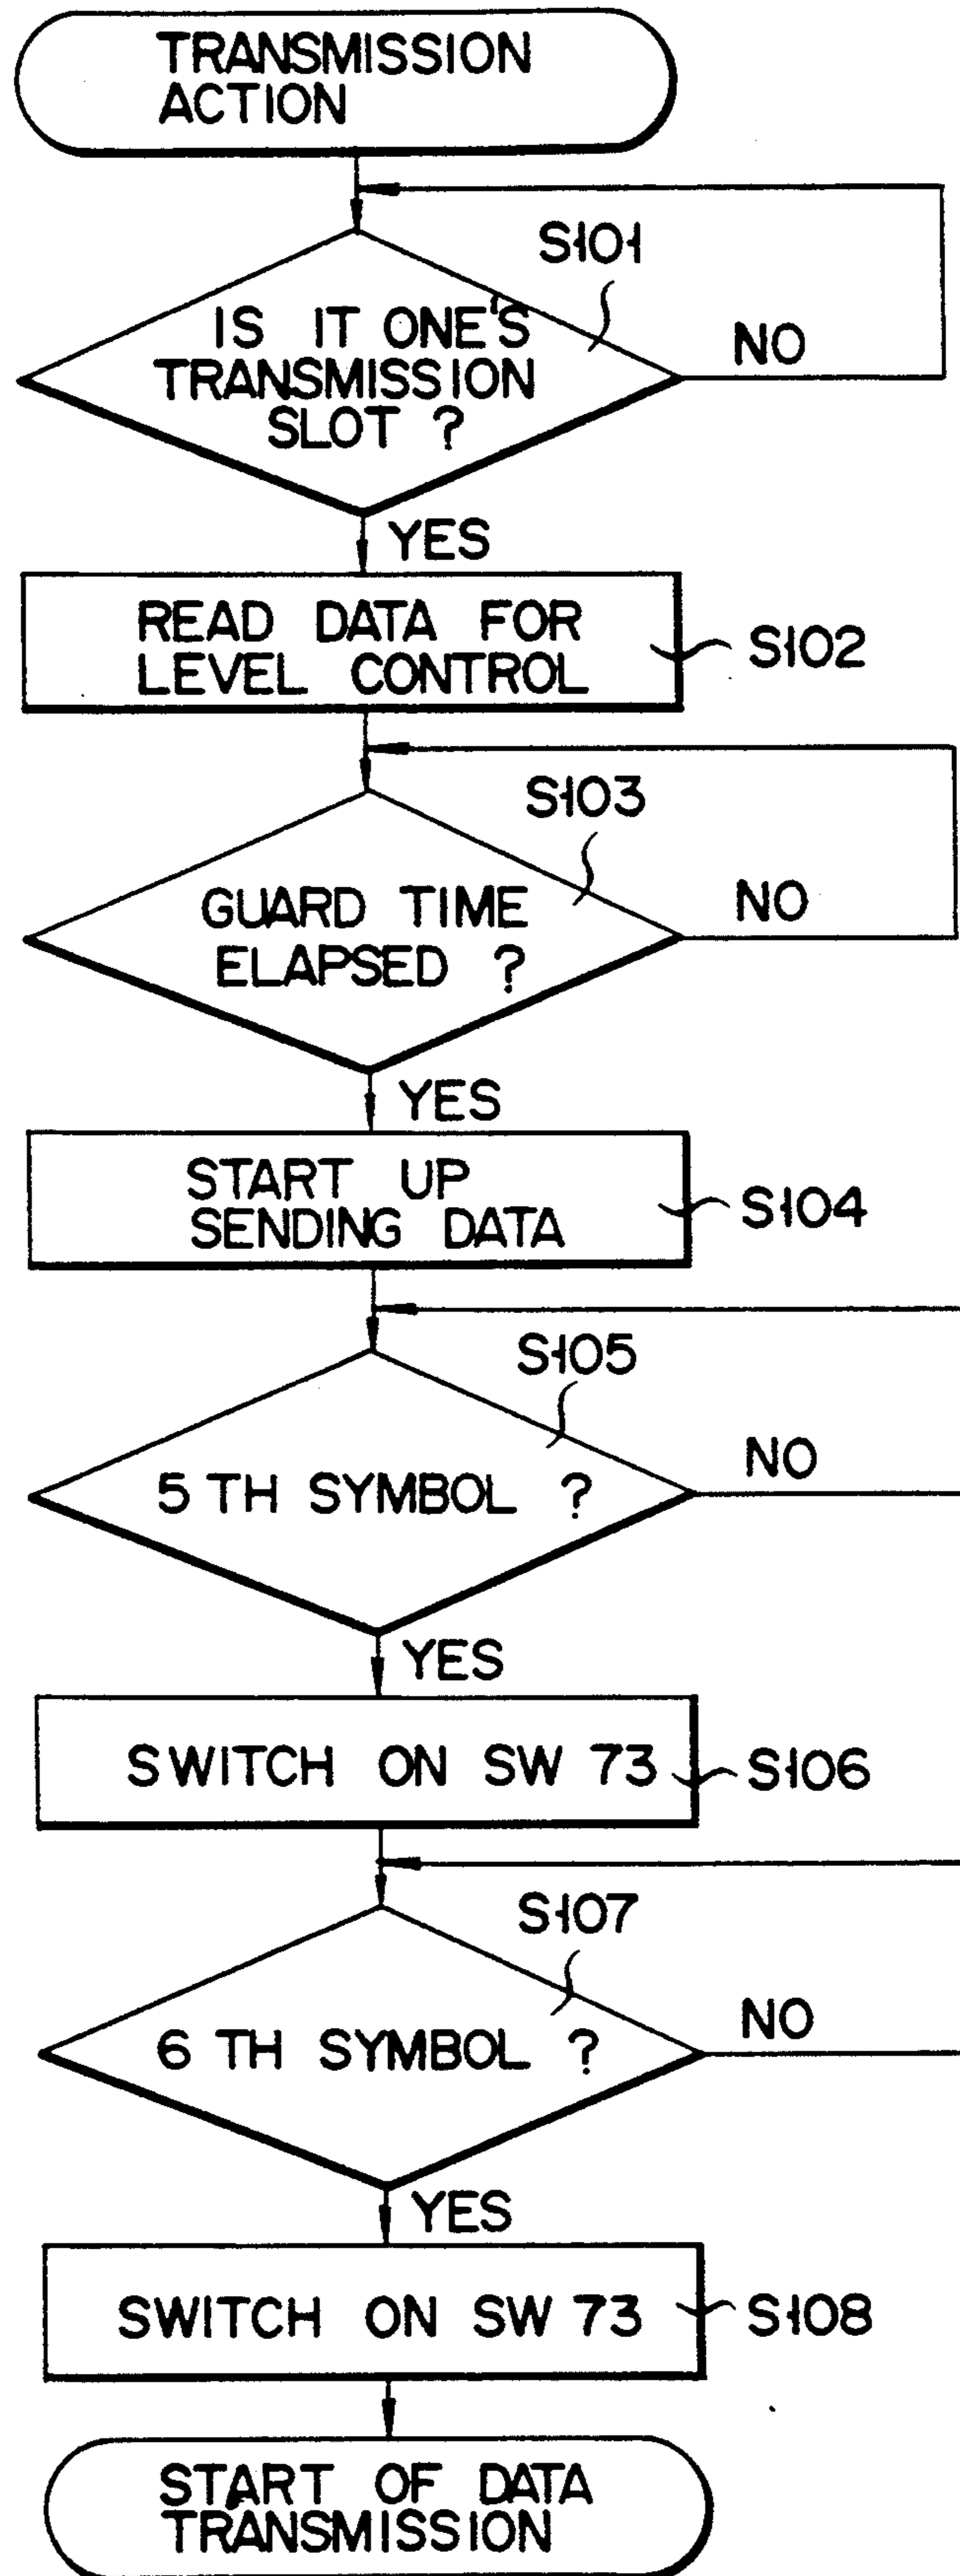 TRANSMISSION
ACTION
S101
IS IT ONE'S
TRANSMISSION
SLOT ?
NO
YES
READ DATA FOR
LEVEL CONTROL
S102
S103
GUARD TIME
ELAPSED ?
NO
YES
START UP
SENDING DATA
S104
S105
5 TH SYMBOL ?
NO
YES
SWITCH ON SW 73
S106
S107
6 TH SYMBOL ?
NO
YES
SWITCH ON SW 73
S108
START OF DATA
TRANSMISSION